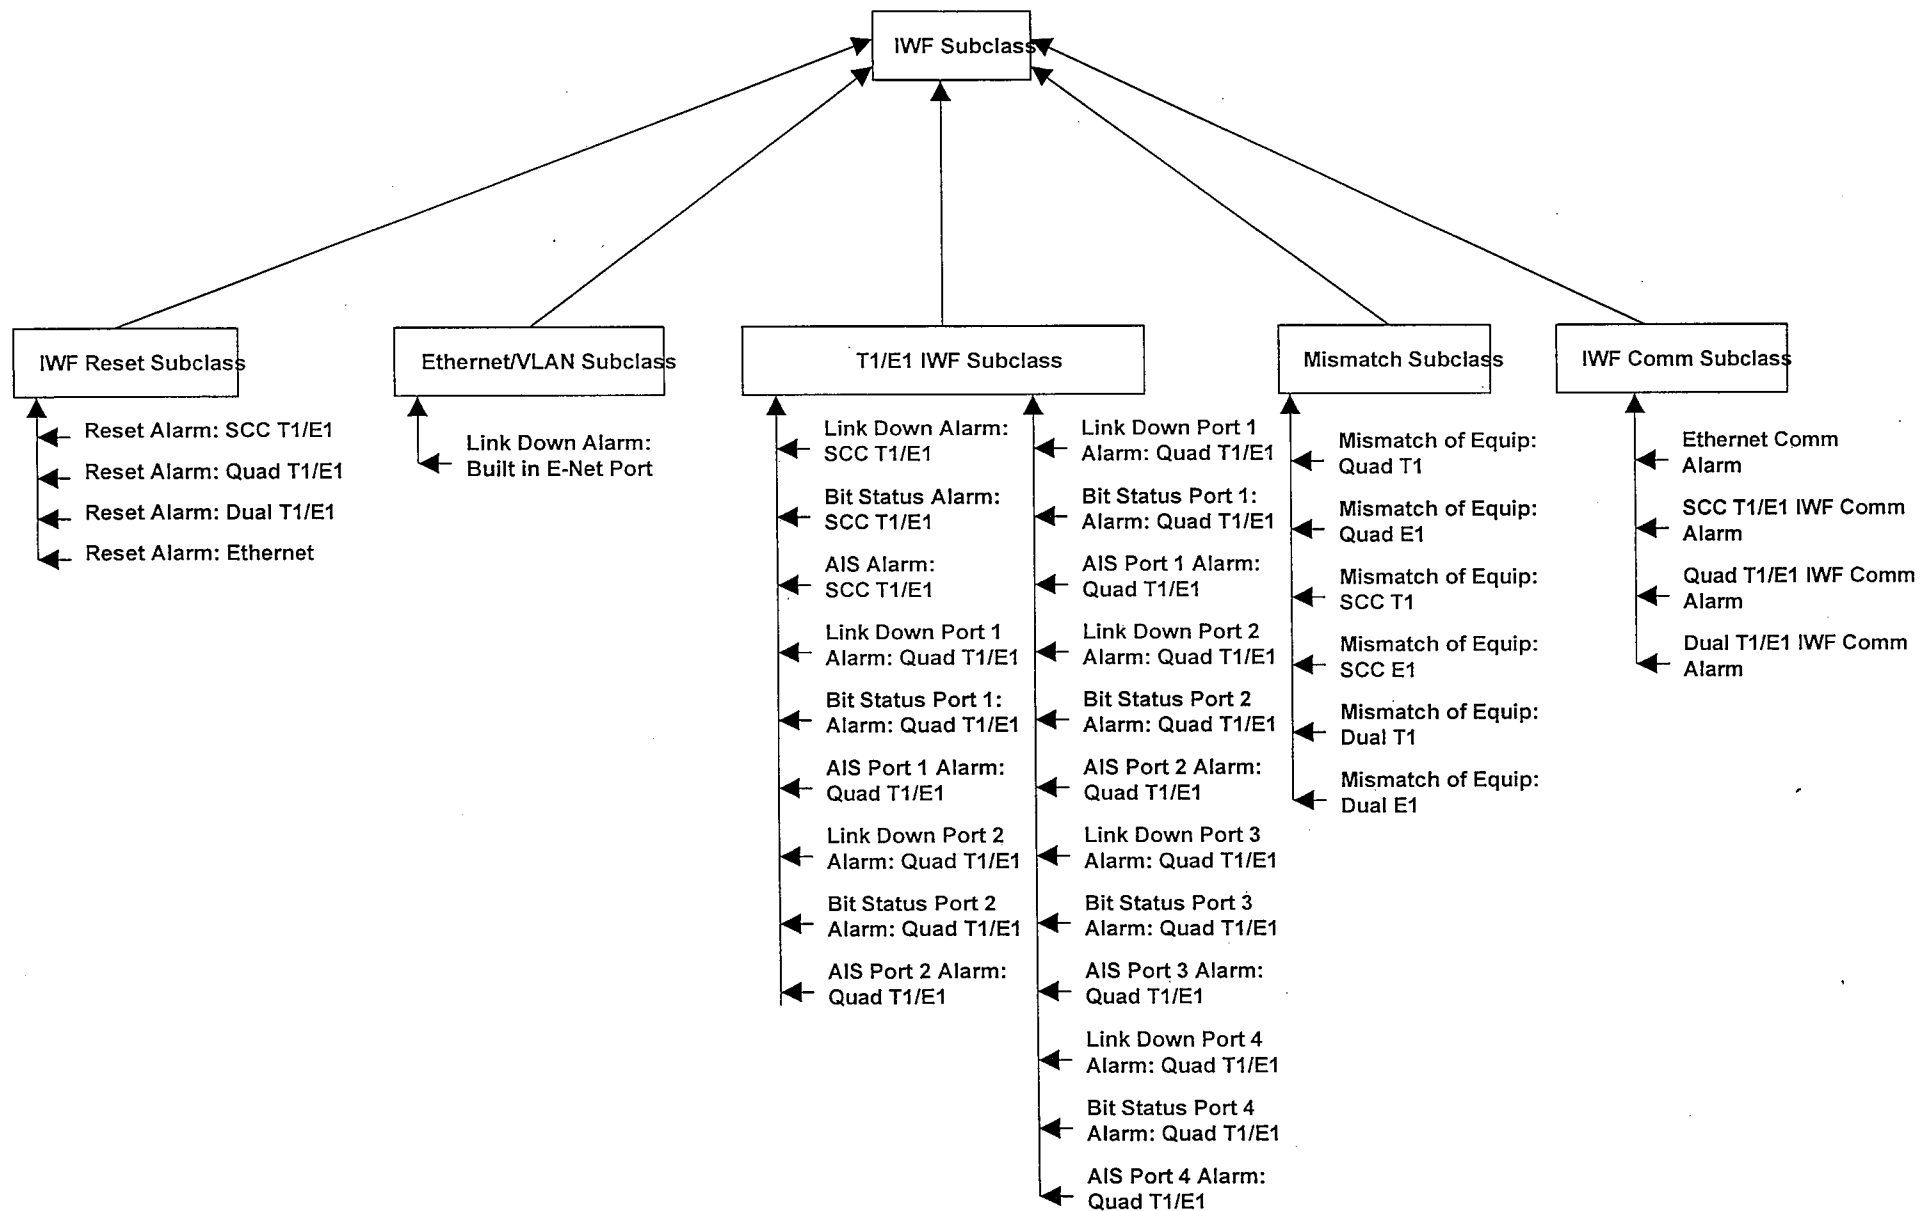 IWF Subclass
IWF Reset Subclass
Reset Alarm: SCC T1/E1
Reset Alarm: Quad T1/E1
Reset Alarm: Dual T1/E1
Reset Alarm: Ethernet
Ethernet/VLAN Subclass
Link Down Alarm:
Built in E-Net Port
T1/E1 IWF Subclass
Link Down Alarm:
SCC T1/E1
Bit Status Alarm:
SCC T1/E1
AIS Alarm:
SCC T1/E1
Link Down Port 1
Alarm: Quad T1/E1
Bit Status Port 1:
Alarm: Quad T1/E1
AIS Port 1 Alarm:
Quad T1/E1
Link Down Port 2
Alarm: Quad T1/E1
Bit Status Port 2
Alarm: Quad T1/E1
AIS Port 2 Alarm:
Quad T1/E1
Link Down Port 1
Alarm: Quad T1/E1
Bit Status Port 1:
Alarm: Quad T1/E1
AIS Port 1 Alarm:
Quad T1/E1
Link Down Port 2
Alarm: Quad T1/E1
Bit Status Port 2
Alarm: Quad T1/E1
AIS Port 2 Alarm:
Quad T1/E1
Link Down Port 3
Alarm: Quad T1/E1
Bit Status Port 3
Alarm: Quad T1/E1
AIS Port 3 Alarm:
Quad T1/E1
Link Down Port 4
Alarm: Quad T1/E1
Bit Status Port 4
Alarm: Quad T1/E1
AIS Port 4 Alarm:
Quad T1/E1
Mismatch Subclass
Mismatch of Equip:
Quad T1
Mismatch of Equip:
Quad E1
Mismatch of Equip:
SCC T1
Mismatch of Equip:
SCC E1
Mismatch of Equip:
Dual T1
Mismatch of Equip:
Dual E1
IWF Comm Subclass
Ethernet Comm
Alarm
SCC T1/E1 IWF Comm
Alarm
Quad T1/E1 IWF Comm
Alarm
Dual T1/E1 IWF Comm
Alarm